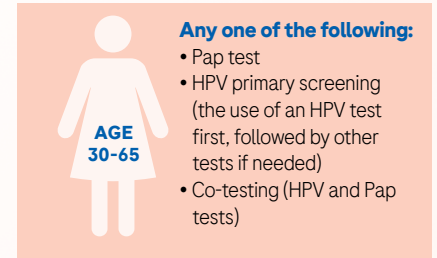 Any one of the following:
• Pap test
• HPV primary screening
(the use of an HPV test
first, followed by other
tests if needed)
• Co-testing (HPV and Pap
tests)
AGE
30-65